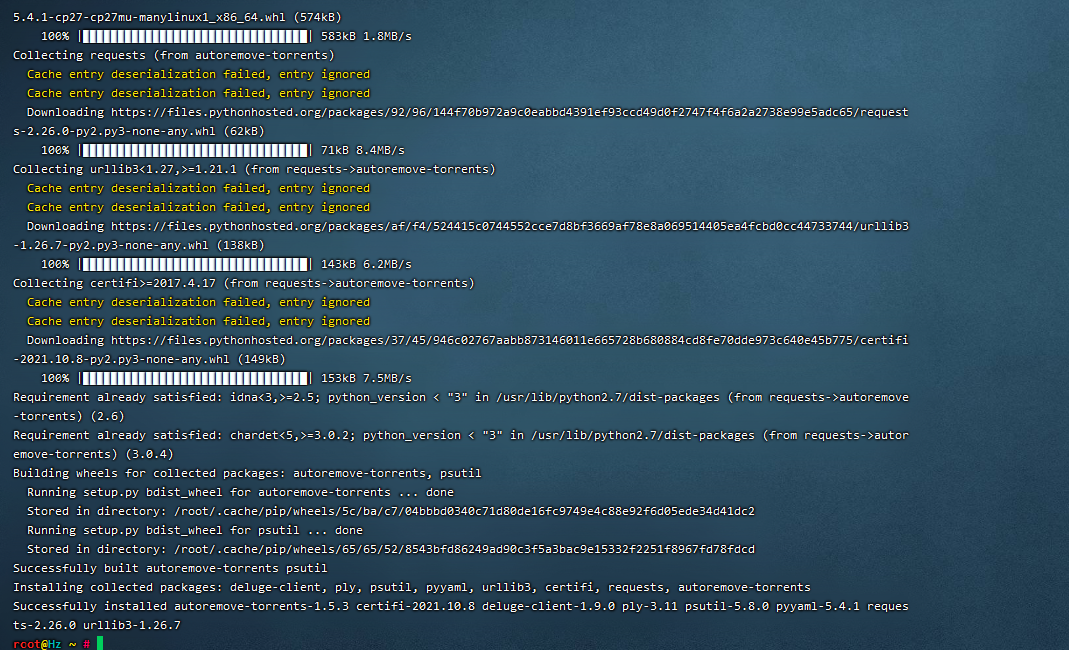 5.4.1-cp27-cp27mu-manylinux1_x86_64.whl (574kB)
100% |████████████████████████████████| 583kB 1.8MB/s
Collecting requests (from autoremove-torrents)
Cache entry deserialization failed, entry ignored
Cache entry deserialization failed, entry ignored
Downloading https://files.pythonhosted.org/packages/92/96/144f70b972a9c0eabbd4391ef93ccd49d0f2747f4f6a2a2738e99e5adc65/request
s-2.26.0-py2.py3-none-any.whl (62kB)
100% |████████████████████████████████| 71kB 8.4MB/s
Collecting urllib3<1.27,>=1.21.1 (from requests->autoremove-torrents)
Cache entry deserialization failed, entry ignored
Cache entry deserialization failed, entry ignored
Downloading https://files.pythonhosted.org/packages/af/f4/524415c0744552cce7d8bf3669af78e8a069514405ea4fcbd0cc44733744/urllib3
-1.26.7-py2.py3-none-any.whl (138kB)
100% |████████████████████████████████| 143kB 6.2MB/s
Collecting certifi>=2017.4.17 (from requests->autoremove-torrents)
Cache entry deserialization failed, entry ignored
Cache entry deserialization failed, entry ignored
Downloading https://files.pythonhosted.org/packages/37/45/946c02767aabb873146011e665728b680884cd8fe70dde973c640e45b775/certifi
-2021.10.8-py2.py3-none-any.whl (149kB)
100% |████████████████████████████████| 153kB 7.5MB/s
Requirement already satisfied: idna<3,>=2.5; python_version < "3" in /usr/lib/python2.7/dist-packages (from requests->autoremove
-torrents) (2.6)
Requirement already satisfied: chardet<5,>=3.0.2; python_version < "3" in /usr/lib/python2.7/dist-packages (from requests->autor
emove-torrents) (3.0.4)
Building wheels for collected packages: autoremove-torrents, psutil
Running setup.py bdist_wheel for autoremove-torrents ... done
Stored in directory: /root/.cache/pip/wheels/5c/ba/c7/04bbbd0340c71d80de16fc9749e4c88e92f6d05ede34d41dc2
Running setup.py bdist_wheel for psutil ... done
Stored in directory: /root/.cache/pip/wheels/65/65/52/8543bfd86249ad90c3f5a3bac9e15332f2251f8967fd78fdcd
Successfully built autoremove-torrents psutil
Installing collected packages: deluge-client, ply, psutil, pyyaml, urllib3, certifi, requests, autoremove-torrents
Successfully installed autoremove-torrents-1.5.3 certifi-2021.10.8 deluge-client-1.9.0 ply-3.11 psutil-5.8.0 pyyaml-5.4.1 reques
ts-2.26.0 urllib3-1.26.7
root@Hz ~ #